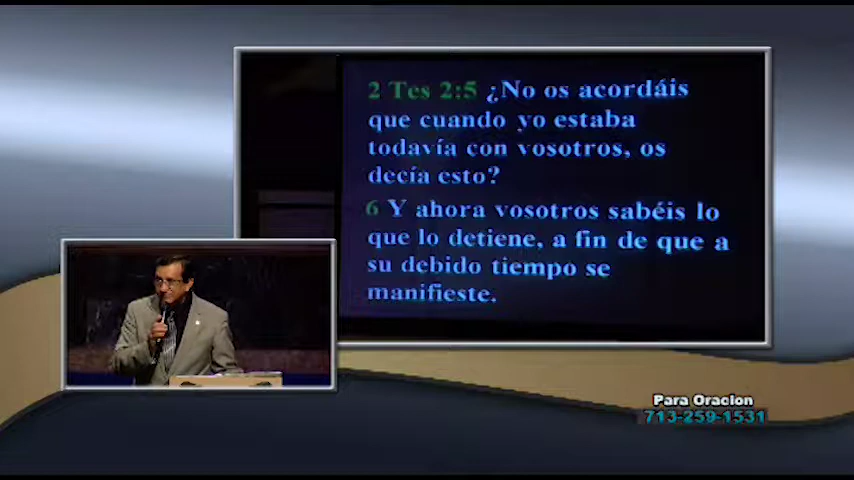 2 Tes 2:5 ¿No os acordáis
que cuando yo estaba
todavía con vosotros, os
decía esto?
6 Y ahora vosotros sabéis lo
que lo detiene, a fin de que a
su debido tiempo se
manifieste.
Para Oracion
713-259-1531